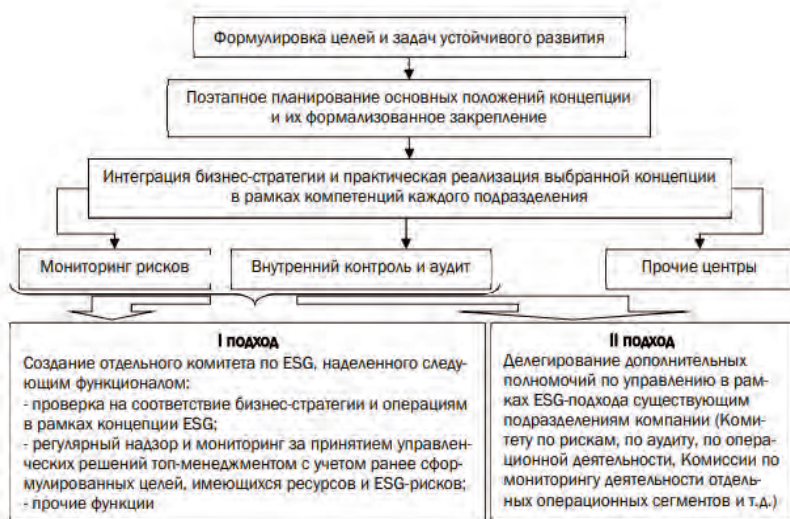 Формулировка целей и задач устойчивого развития
Поэтапное планирование основных положений концепции
и их формализованное закрепление
Интеграция бизнес-стратегии и практическая реализация выбранной концепции
в рамках компетенций каждого подразделения
Мониторинг рисков
Внутренний контроль и аудит
Прочие центры
I подход
Создание отдельного комитета по ESG, наделенного следу-
ющим функционалом:
- проверка на соответствие бизнес-стратегии и операциям
в рамках концепции ESG;
- регулярный надзор и мониторинг за принятием управлен-
ческих решений топ-менеджментом с учетом ранее сфор-
мулированных целей, имеющихся ресурсов и ESG-рисков;
- прочие функции
II подход
Делегирование дополнительных
полномочий по управлению в рам-
ках ESG-подхода существующим
подразделениям компании (Коми-
тету по рискам, по аудиту, по опера-
ционной деятельности, Комиссии по
мониторингу деятельности отдель-
ных операционных сегментов и т.д.)